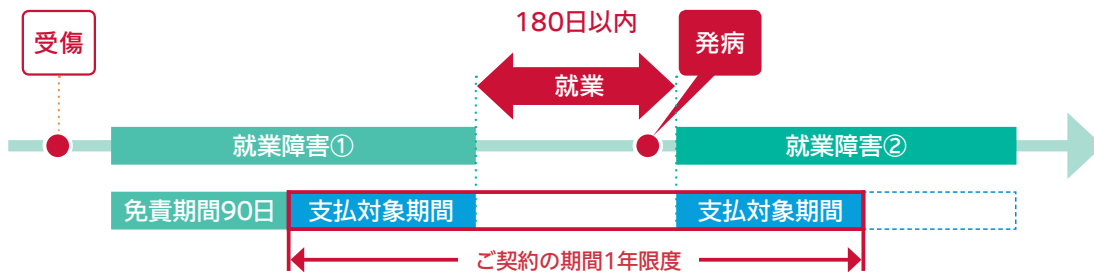 受傷
180日以内
発病
就業
就業障害①
就業障害②
免責期間90日
支払対象期間
支払対象期間
ご契約の期間1年限度